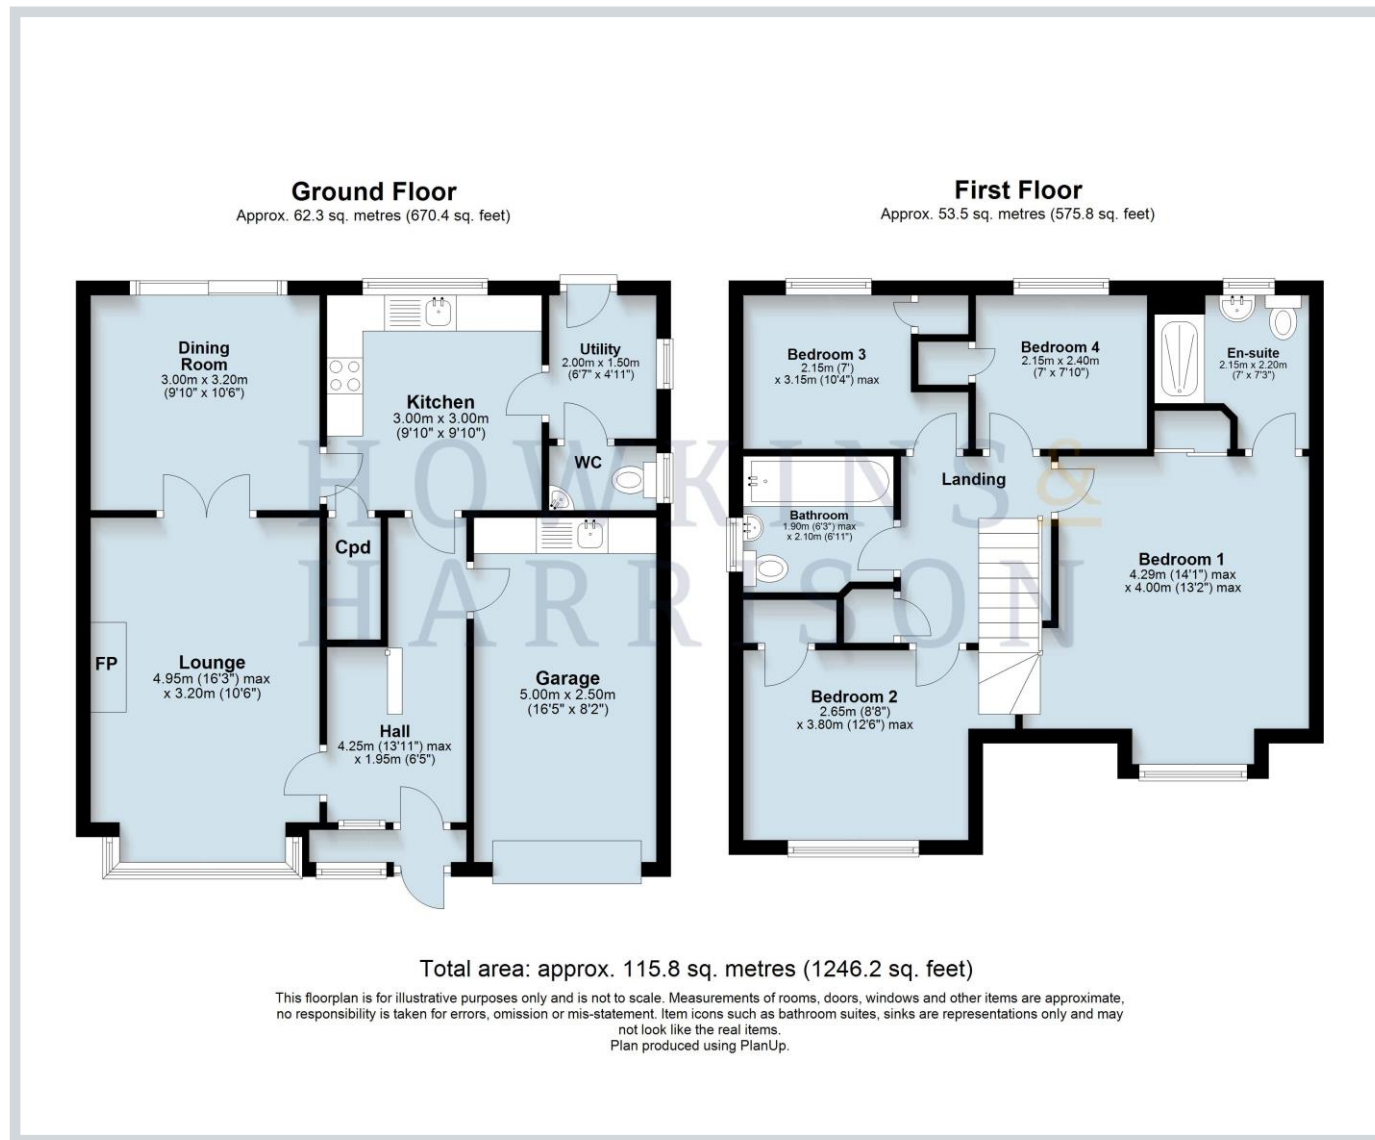 Ground Floor
Approx. 62.3 sq. metres (670.4 sq. feet)
First Floor
Approx. 53.5 sq. metres (575.8 sq. feet)
Dining
Room
3.00m x 3.20m
(9'10" x 10'6")
Kitchen
3.00m x 3.00m
(9'10" x 9'10")
Utility
2.00m x 1.50m
(6'7" x 4'11")
WC
Cpd
FP
Lounge
4.95m (16'3") max
x 3.20m (10'6")
Hall
4.25m (13'11") max
x 1.95m (6'5")
Garage
5.00m x 2.50m
(16'5" x 8'2")
Bedroom 3
2.15m (7')
x 3.15m (10'4") max
Bedroom 4
2.15m x 2.40m
(7' x 7'10")
En-suite
2.15m x 2.20m
(7' x 7'3")
Landing
Bathroom
1.90m (6'3") max
x 2.10m (6'11")
Bedroom 1
4.29m (14'1") max
x 4.00m (13'2") max
Bedroom 2
2.65m (8'8")
x 3.80m (12'6") max
HOWKINS &
HARRISON
Total area: approx. 115.8 sq. metres (1246.2 sq. feet)
This floorplan is for illustrative purposes only and is not to scale. Measurements of rooms, doors, windows and other items are approximate,
no responsibility is taken for errors, omission or mis-statement. Item icons such as bathroom suites, sinks are representations only and may
not look like the real items.
Plan produced using PlanUp.